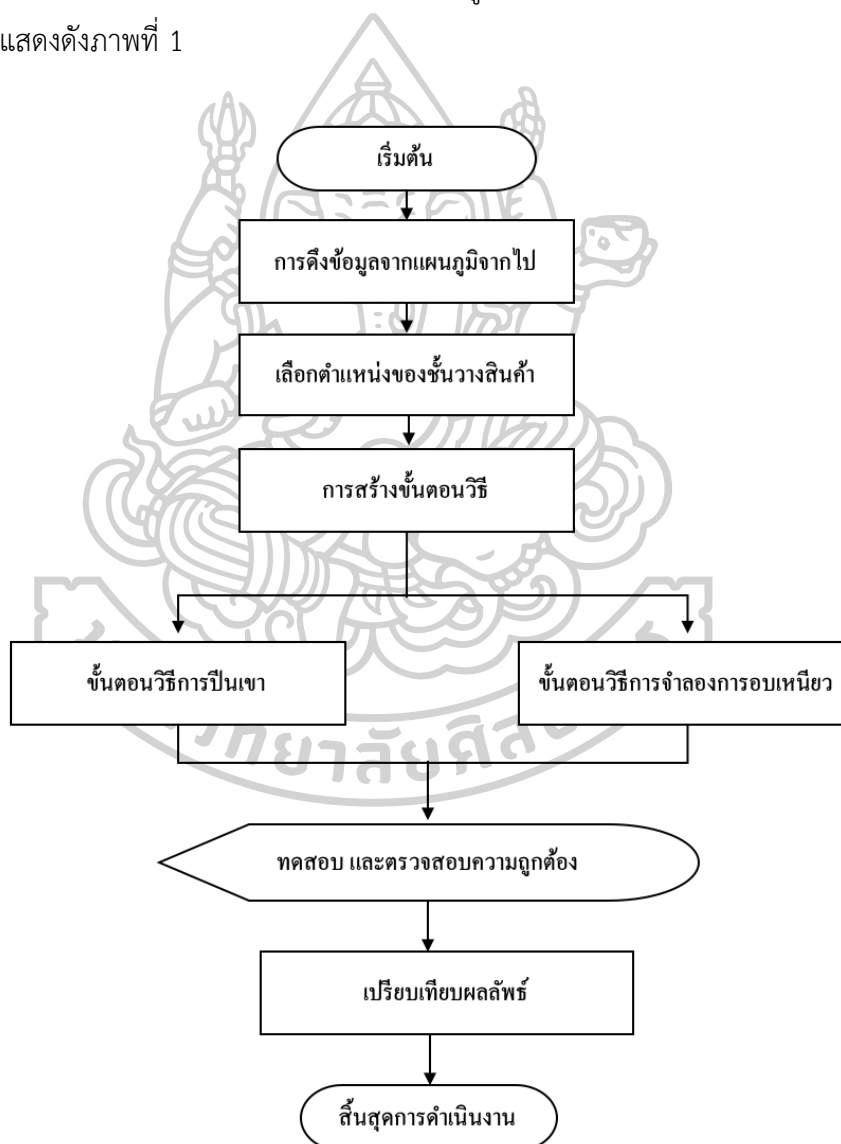 แสดงดังภาพที่ 1
เริ่มต้น
การดึงข้อมูลจากแผนภูมิจากไป
เลือกตำแหน่งของชั้นวางสินค้า
การสร้างขั้นตอนวิธี
ขั้นตอนวิธีการปีนเขา
ขั้นตอนวิธีการจำลองการอบเหนียว
ทดสอบ และตรวจสอบความถูกต้อง
เปรียบเทียบผลลัพธ์
สิ้นสุดการดำเนินงาน